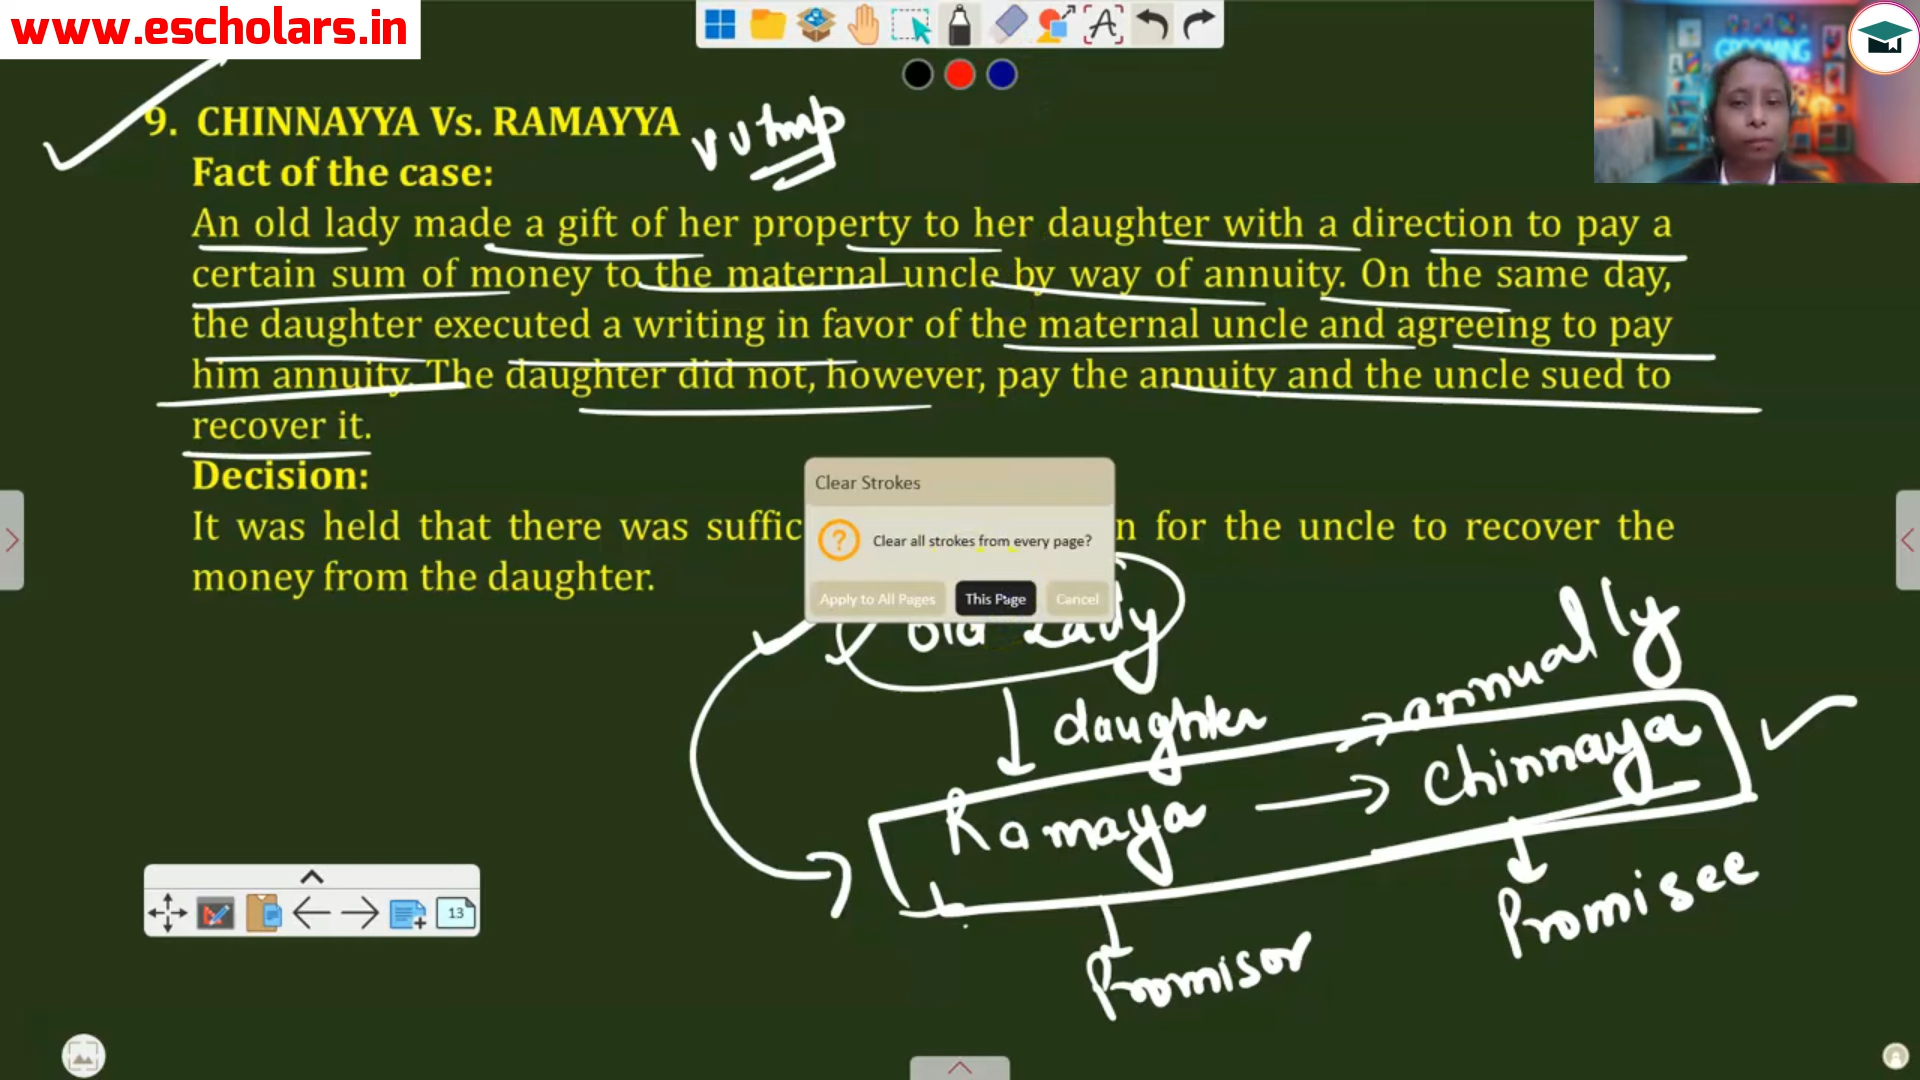 www.escholars.in
GROOMING
9. CHINNAYYA Vs. RAMAYYA
V V Imp
Fact of the case:
An old lady made a gift of her property to her daughter with a direction to pay a
certain sum of money to the maternal uncle by way of annuity. On the same day,
the daughter executed a writing in favor of the maternal uncle and agreeing to pay
him annuity. The daughter did not, however, pay the annuity and the uncle sued to
recover it.
Decision:
Clear Strokes
It was held that there was suffic n for the uncle to recover the
Clear all strokes from every page?
money from the daughter.
Apply to All Pages This Page Cancel
old Lady
annually
daughter
Ramaya Chinnaya
Promisee
Promisor
13